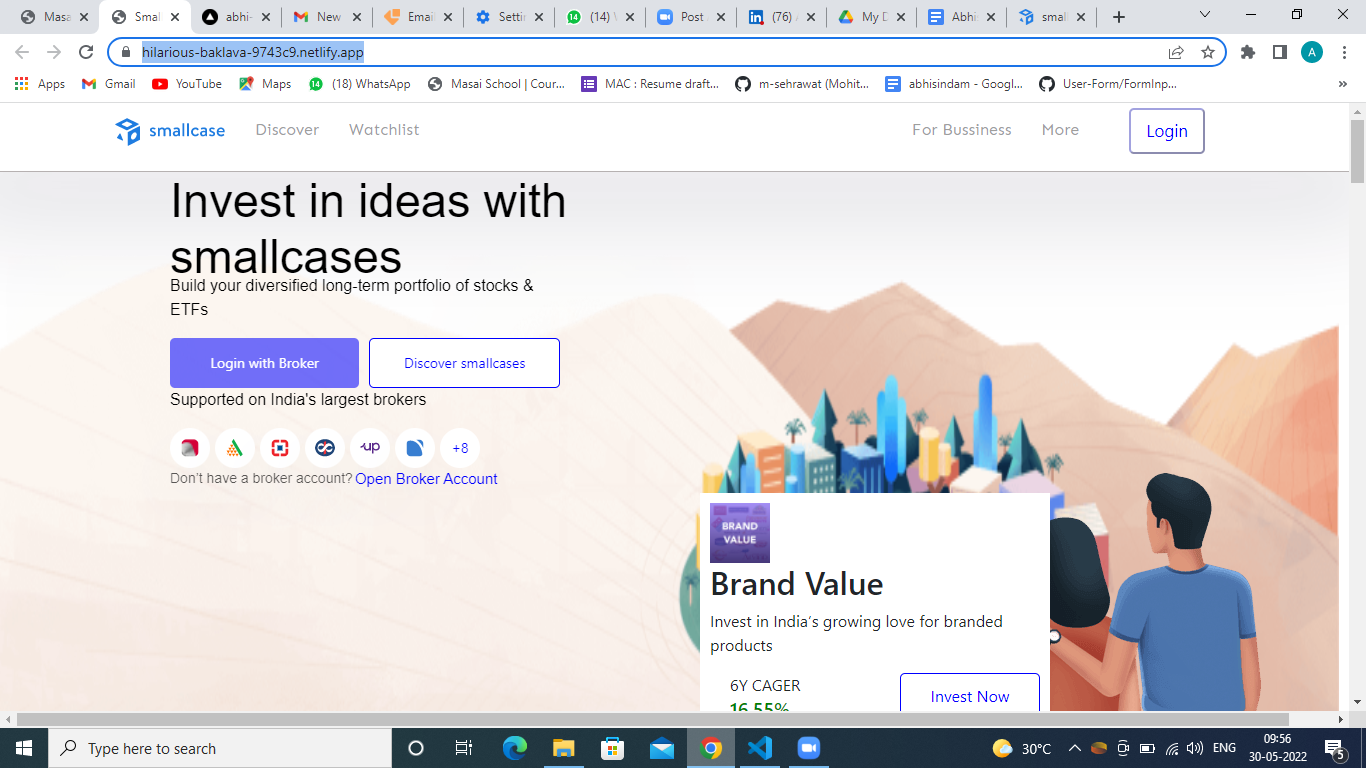 Masa
Smal
abhi-
New
Email
Settin
(14) W
Post
(76) A
My D
Abhi
small
hilarious-baklava-9743c9.netlify.app
A
Apps
Gmail
YouTube
Maps
(18) WhatsApp
Masai School | Cour...
MAC : Resume draft...
m-sehrawat (Mohit...
abhisindam - Googl...
User-Form/FormInp...
»
smallcase
Discover
Watchlist
For Bussiness
More
Login
Invest in ideas with
smallcases
Build your diversified long-term portfolio of stocks &
ETFs
Login with Broker
Discover smallcases
Supported on India's largest brokers
up
+8
Don't have a broker account? Open Broker Account
BRAND
VALUE
Brand Value
Invest in India's growing love for branded
products
6Y CAGER
16.55%
Invest Now
Type here to search
30°C
ENG
09:56
30-05-2022
5